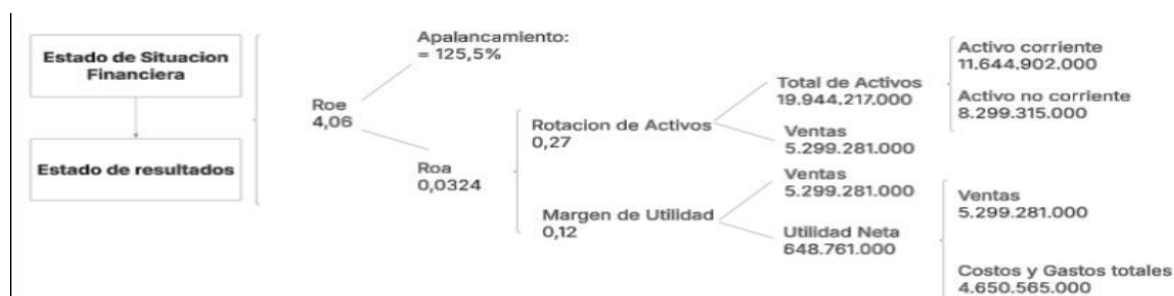 Estado de Situacion
Financiera
Estado de resultados
Roe
4,06
Apalancamiento:
= 125,5%
Roa
0,0324
Rotacion de Activos
0,27
Margen de Utilidad
0,12
Total de Activos
19.944.217.000
Ventas
5.299.281.000
Ventas
5.299.281.000
Utilidad Neta
648.761.000
Activo corriente
11.644.902.000
Activo no corriente
8.299.315.000
Ventas
5.299.281.000
Costos y Gastos totales
4.650.565.000